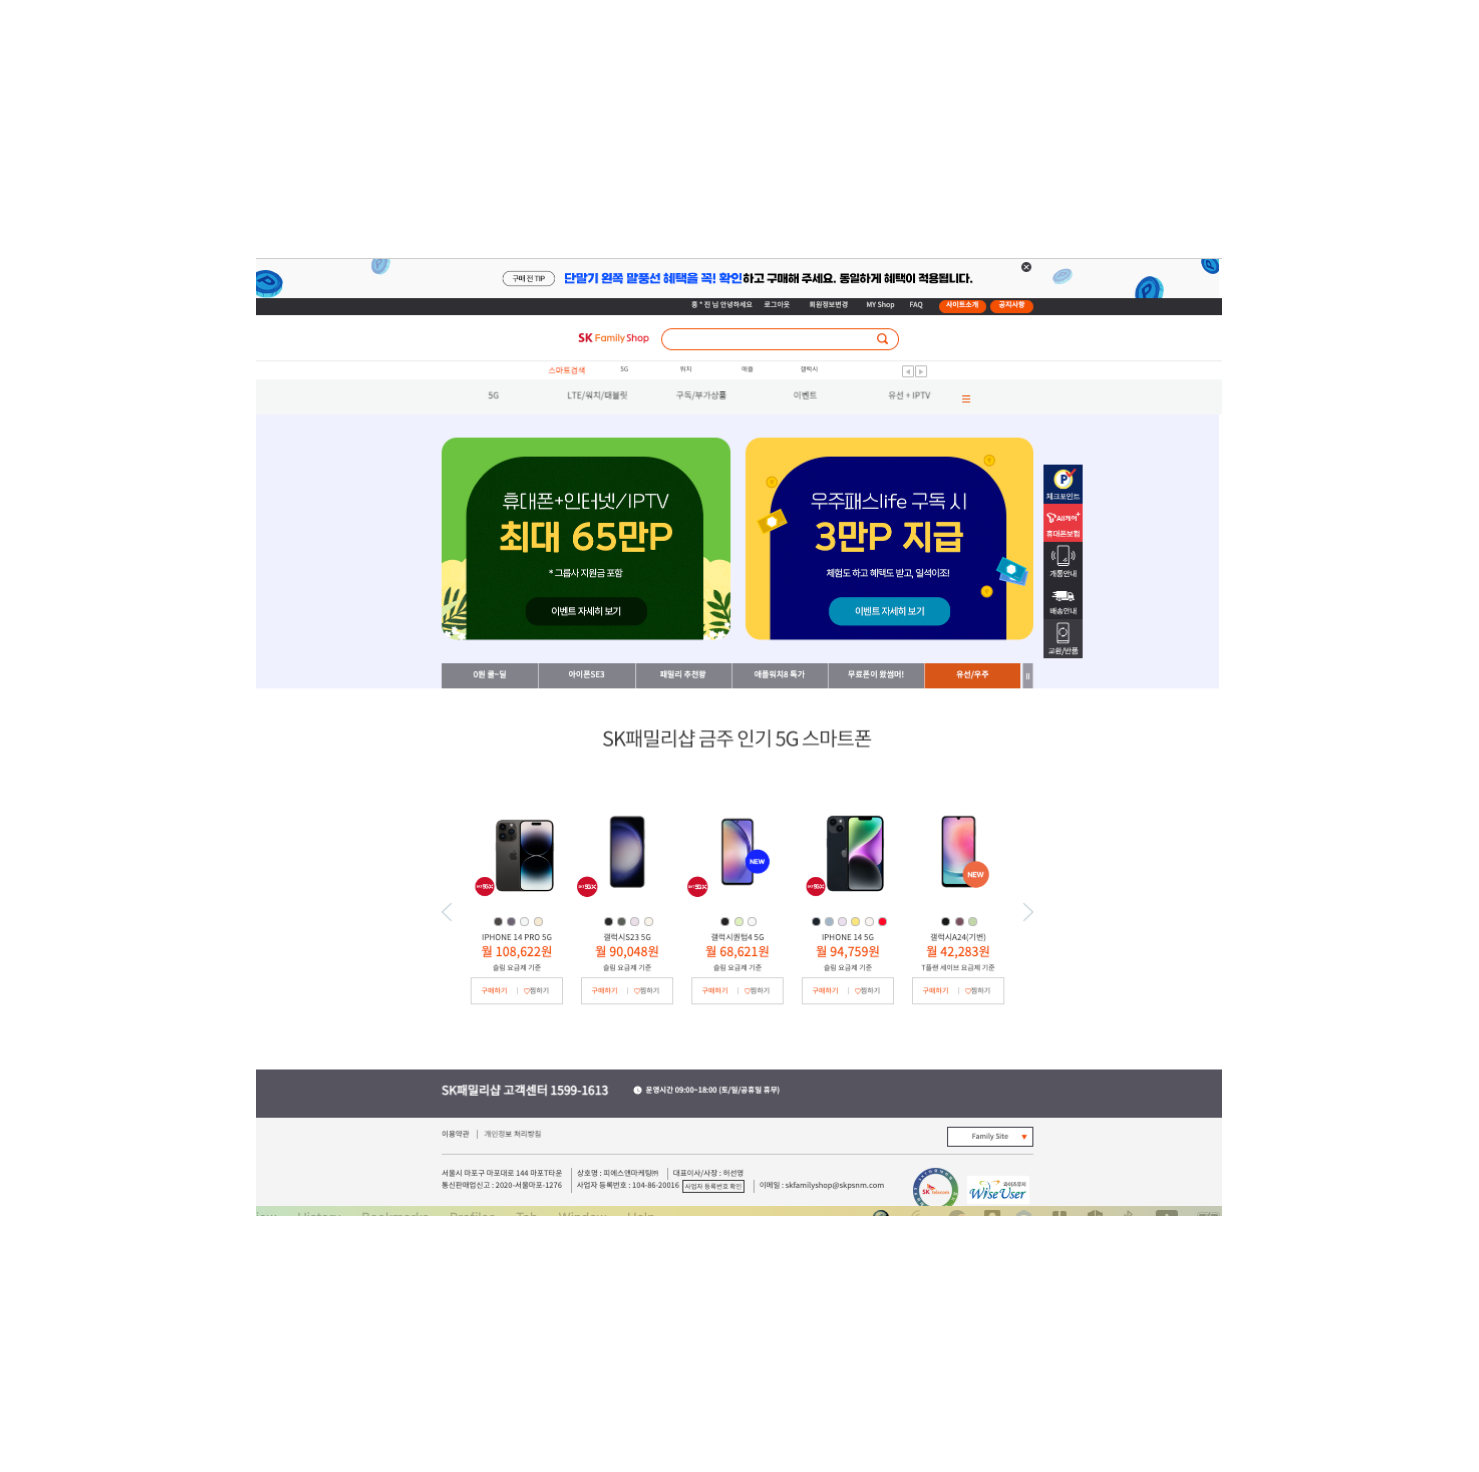 구매 전 TIP 단말기 왼쪽 말풍선 혜택을 꼭! 확인하고 구매해 주세요. 동일하게 혜택이 적용됩니다.
홍 * 진 님 안녕하세요 로그아웃 회원정보변경 MY Shop FAQ 사이트소개 공지사항
SK Family Shop
스마트검색 5G 워치 애플 갤럭시
5G LTE/워치/태블릿 구독/부가상품 이벤트 유선 + IPTV
휴대폰+인터넷/IPTV
최대 65만P
* 그룹사 지원금 포함
이벤트 자세히 보기
우주패스life 구독 시
3만P 지급
체험도 하고 혜택도 받고, 일석이조!
이벤트 자세히 보기
체크포인트
All케어+
휴대폰보험
개통안내
배송안내
교환/반품
0원 쿨~딜 아이폰SE3 패밀리 추천왕 애플워치8 특가 무료폰이 왔썸머! 유선/우주
SK패밀리샵 금주 인기 5G 스마트폰
NEW
NEW
IPHONE 14 PRO 5G 갤럭시S23 5G 갤럭시퀀텀4 5G IPHONE 14 5G 갤럭시A24(기변)
월 108,622원 월 90,048원 월 68,621원 월 94,759원 월 42,283원
슬림 요금제 기준 슬림 요금제 기준 슬림 요금제 기준 슬림 요금제 기준 T플랜 세이브 요금제 기준
구매하기 | ♡찜하기 구매하기 | ♡찜하기 구매하기 | ♡찜하기 구매하기 | ♡찜하기 구매하기 | ♡찜하기
SK패밀리샵 고객센터 1599-1613 운영시간 09:00~18:00 (토/일/공휴일 휴무)
이용약관 | 개인정보 처리방침 Family Site
서울시 마포구 마포대로 144 마포T타운 | 상호명 : 피에스앤마케팅㈜ | 대표이사/사장 : 허선영
통신판매업신고 : 2020-서울마포-1276 | 사업자 등록번호 : 104-86-20016 사업자 등록번호 확인 | 이메일 : skfamilyshop@skpsnm.com
SK Telecom
WiseUser
History Bookmarks Profiles Tab Window Help